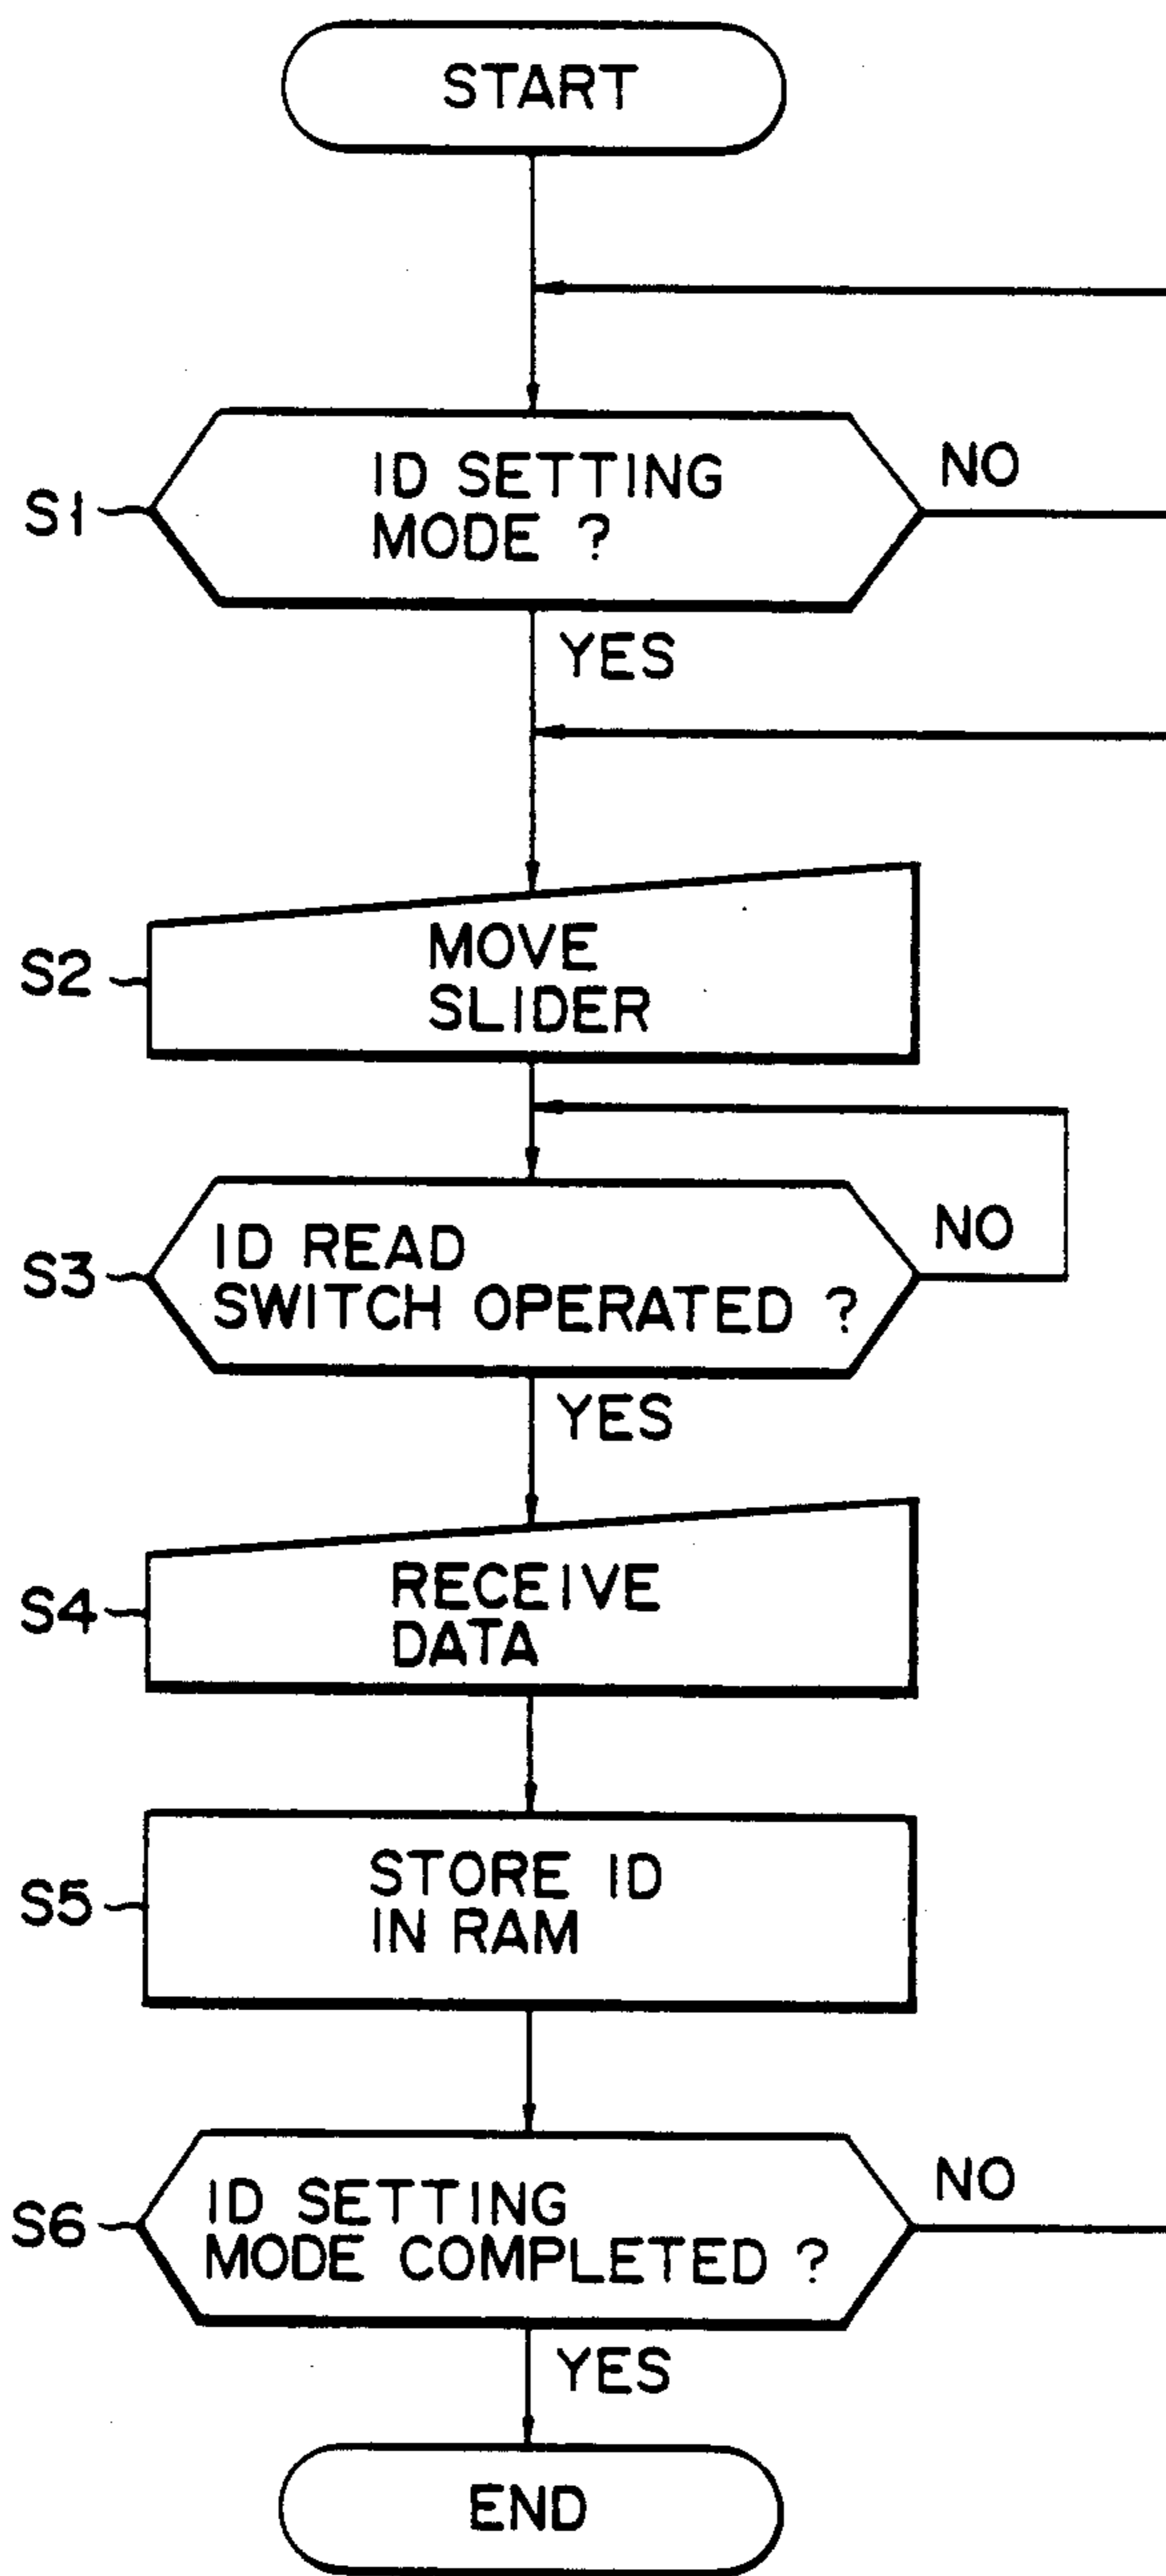 START
ID SETTING
MODE ?
NO
S1
YES
MOVE
SLIDER
S2
ID READ
SWITCH OPERATED ?
NO
S3
YES
RECEIVE
DATA
S4
STORE ID
IN RAM
S5
ID SETTING
MODE COMPLETED ?
NO
S6
YES
END